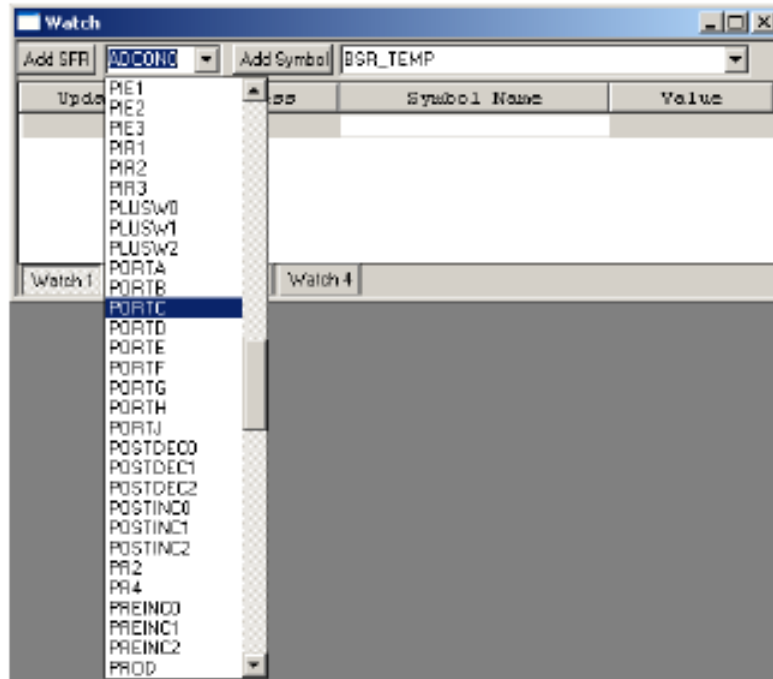 Watch
Add SFR ADCON0 Add Symbol BSR_TEMP
Upda ss Symbol Name Value
PIE1
PIE2
PIE3
PIR1
PIR2
PIR3
PLUSW0
PLUSW1
PLUSW2
PORTA
PORTB
Watch 1 Watch 4
PORTC
PORTD
PORTE
PORTF
PORTG
PORTH
PORTJ
POSTDEC0
POSTDEC1
POSTDEC2
POSTINC0
POSTINC1
POSTINC2
PR2
PR4
PREINC0
PREINC1
PREINC2
PROD